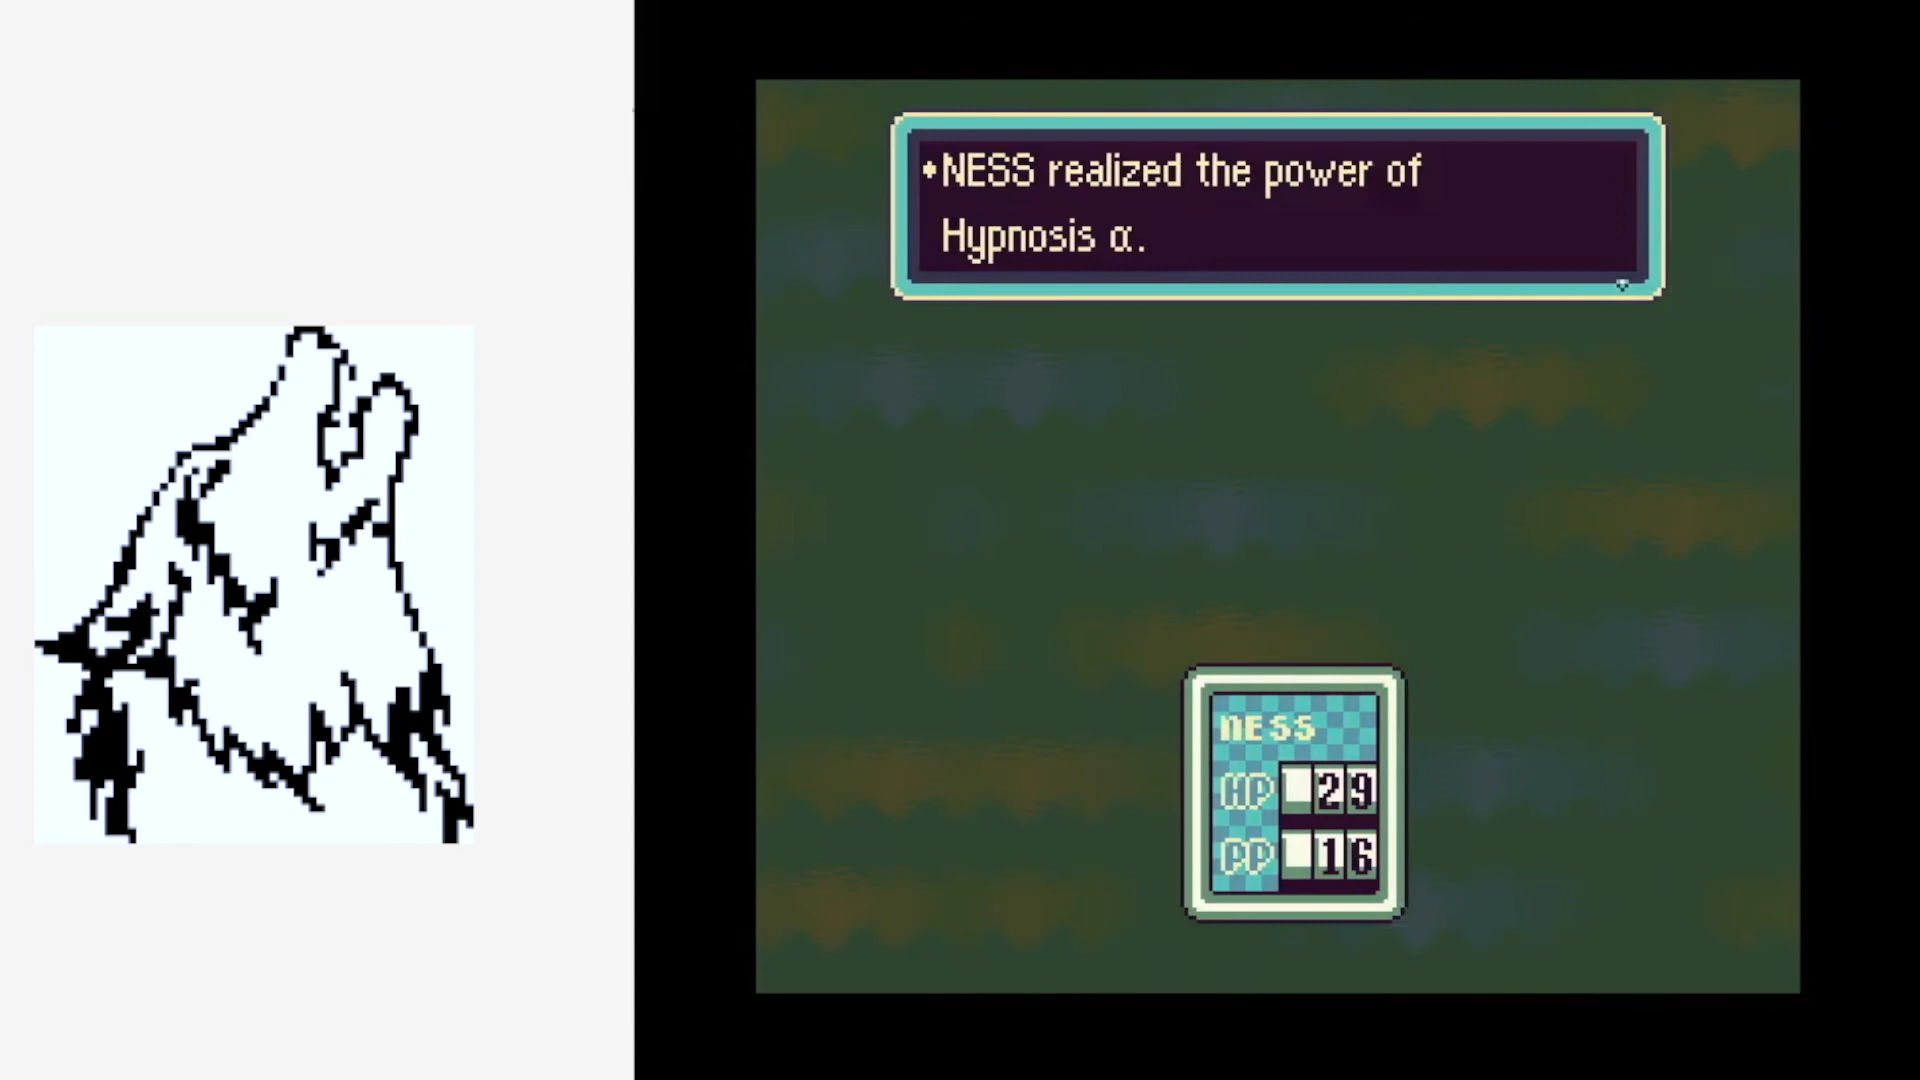 •NESS realized the power of
Hypnosis α.
NESS
HP 29
PP 16